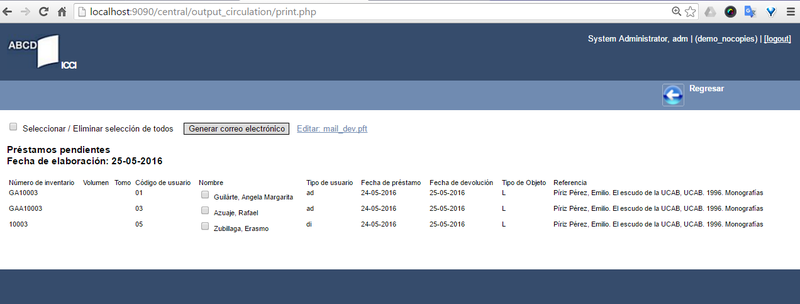 localhost:9090/central/output_circulation/print.php
ABCD
ICCI
System Administrator, adm | (demo_nocopies) | [logout]
Regresar
Seleccionar / Eliminar selección de todos Generar correo electrónico Editar: mail_dev.pft
Préstamos pendientes
Fecha de elaboración: 25-05-2016
Número de inventario Volumen Tomo Código de usuario Nombre Tipo de usuario Fecha de préstamo Fecha de devolución Tipo de Objeto Referencia
GA10003 01 Guilárte, Angela Margarita ad 24-05-2016 25-05-2016 L Píriz Pérez, Emilio. El escudo de la UCAB, UCAB. 1996. Monografías
GAA10003 03 Azuaje, Rafael ad 24-05-2016 25-05-2016 L Píriz Pérez, Emilio. El escudo de la UCAB, UCAB. 1996. Monografías
10003 05 Zubillaga, Erasmo di 24-05-2016 25-05-2016 L Píriz Pérez, Emilio. El escudo de la UCAB, UCAB. 1996. Monografías